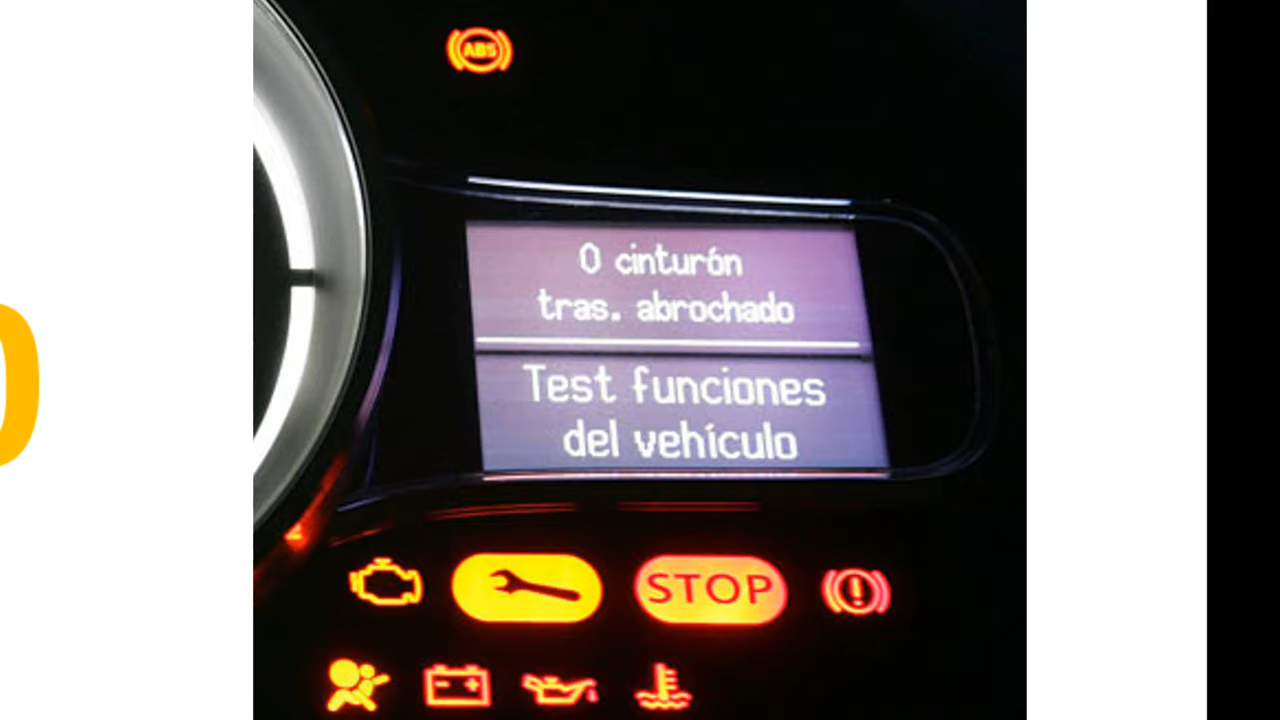 ABS
0 cinturón
tras. abrochado
Test funciones
del vehículo
STOP